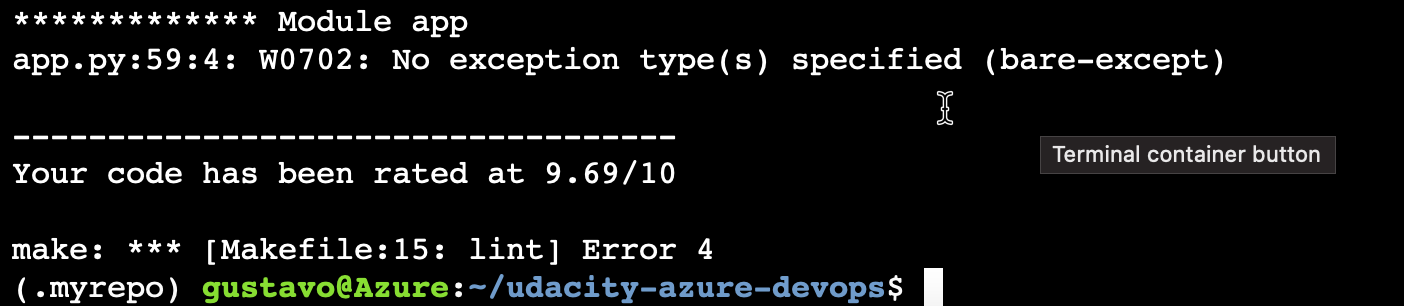 ************* Module app
app.py:59:4: W0702: No exception type(s) specified (bare-except)
-----------------------------------
Your code has been rated at 9.69/10
Terminal container button
make: *** [Makefile:15: lint] Error 4
(.myrepo) gustavo@Azure:~/udacity-azure-devops$